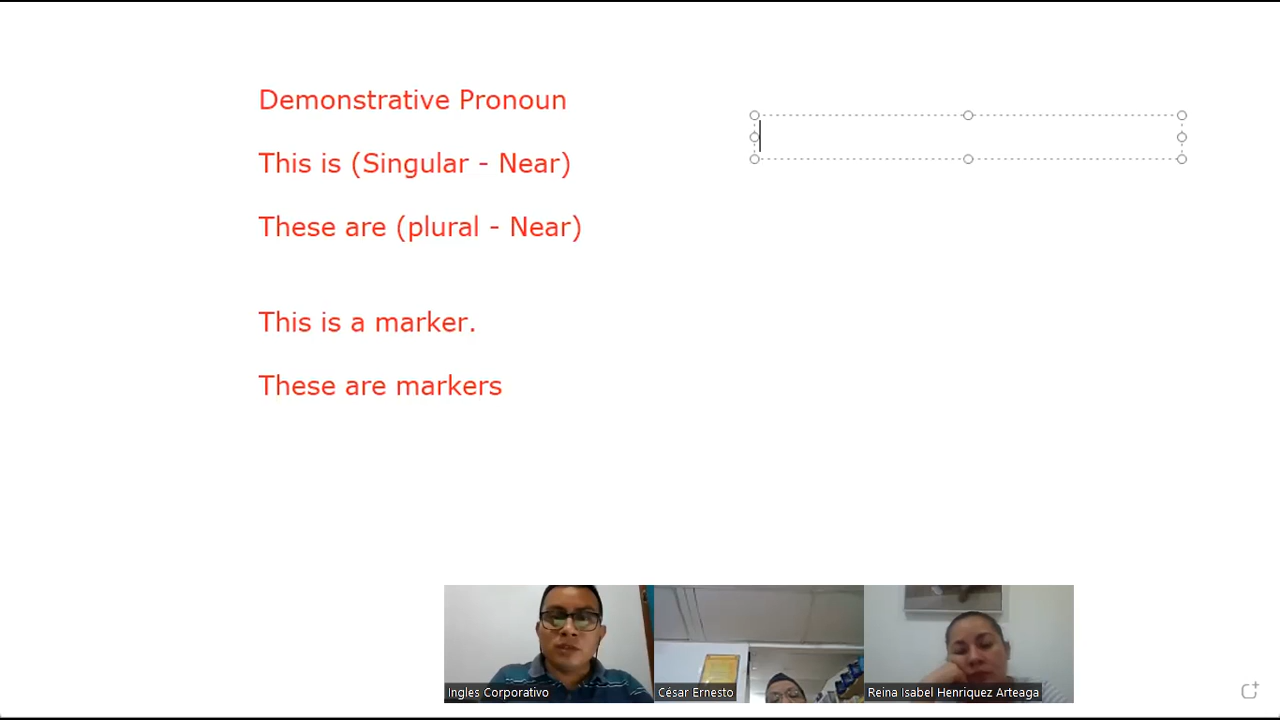 Demonstrative Pronoun
This is (Singular - Near)
These are (plural - Near)
This is a marker.
These are markers
Ingles Corporativo
César Ernesto
Reina Isabel Henriquez Arteaga